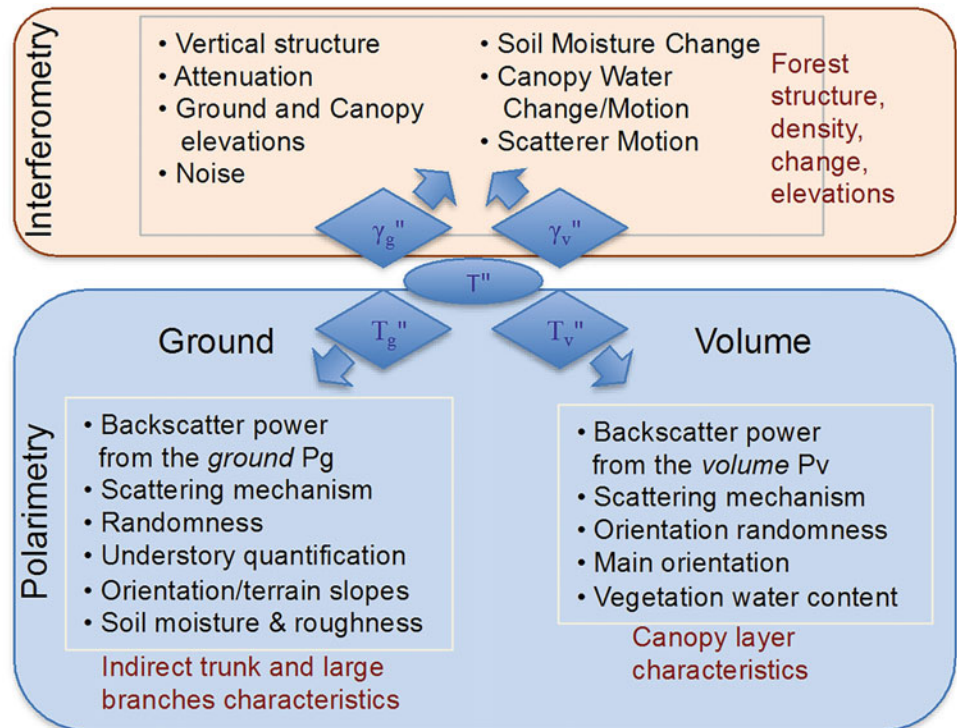 Interferometry
• Vertical structure
• Attenuation
• Ground and Canopy
elevations
• Noise
• Soil Moisture Change
• Canopy Water
Change/Motion
• Scatterer Motion
Forest
structure,
density,
change,
elevations
γg"
γv"
T"
Tg"
Tv"
Polarimetry
Ground
• Backscatter power
from the ground Pg
• Scattering mechanism
• Randomness
• Understory quantification
• Orientation/terrain slopes
• Soil moisture & roughness
Indirect trunk and large
branches characteristics
Volume
• Backscatter power
from the volume Pv
• Scattering mechanism
• Orientation randomness
• Main orientation
• Vegetation water content
Canopy layer
characteristics